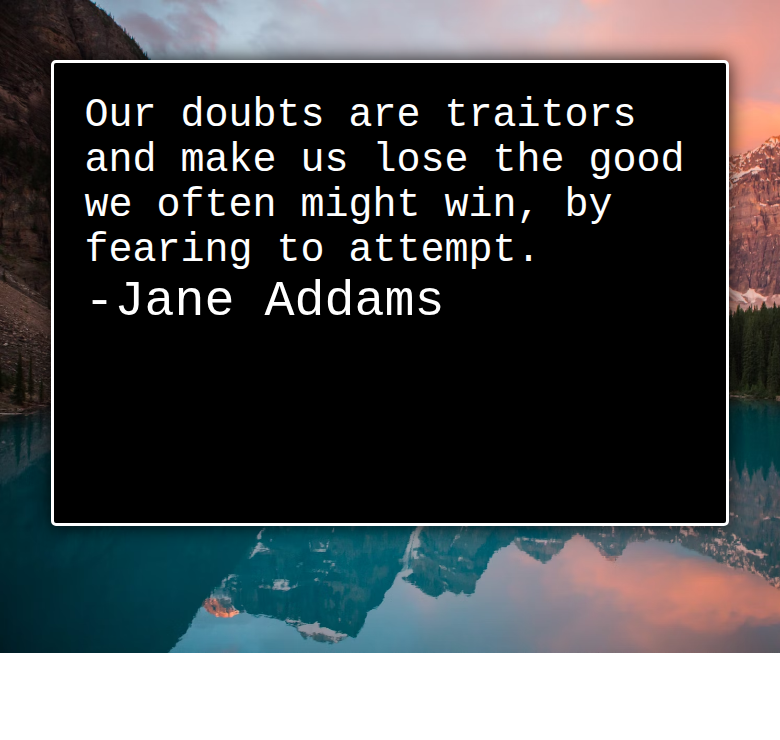 Our doubts are traitors
and make us lose the good
we often might win, by
fearing to attempt.
-Jane Addams